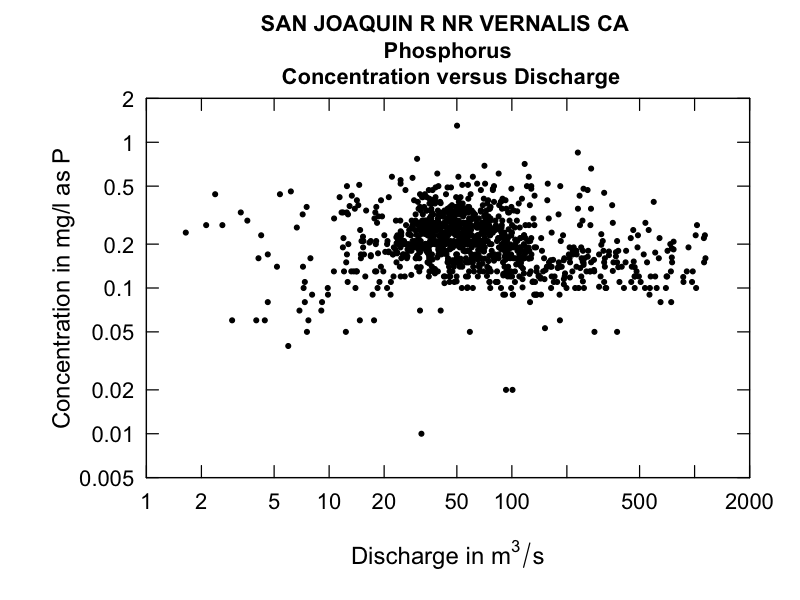 SAN JOAQUIN R NR VERNALIS CA
Phosphorus
Concentration versus Discharge
2
1
0.5
0.2
0.1
0.05
0.02
0.01
0.005
Concentration in mg/l as P
1 2 5 10 20 50 100 500 2000
Discharge in m³/s